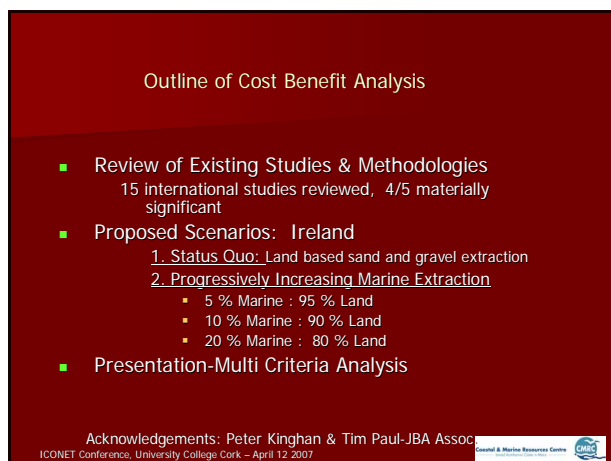 Outline of Cost Benefit Analysis
Review of Existing Studies & Methodologies
15 international studies reviewed, 4/5 materially
significant
Proposed Scenarios: Ireland
1. Status Quo: Land based sand and gravel extraction
2. Progressively Increasing Marine Extraction
5 % Marine : 95 % Land
10 % Marine : 90 % Land
20 % Marine : 80 % Land
Presentation-Multi Criteria Analysis
Acknowledgements: Peter Kinghan & Tim Paul-JBA Assoc.
ICONET Conference, University College Cork – April 12 2007
Coastal & Marine Resources Centre
CMRC